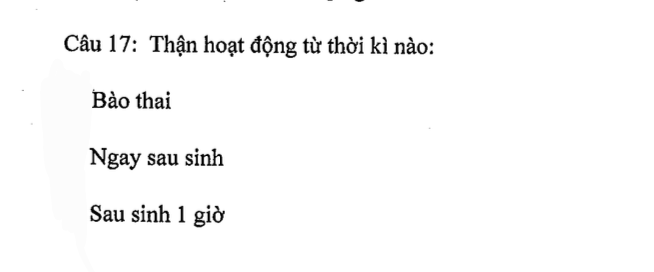 Câu 17: Thận hoạt động từ thời kì nào:
Bào thai
Ngay sau sinh
Sau sinh 1 giờ